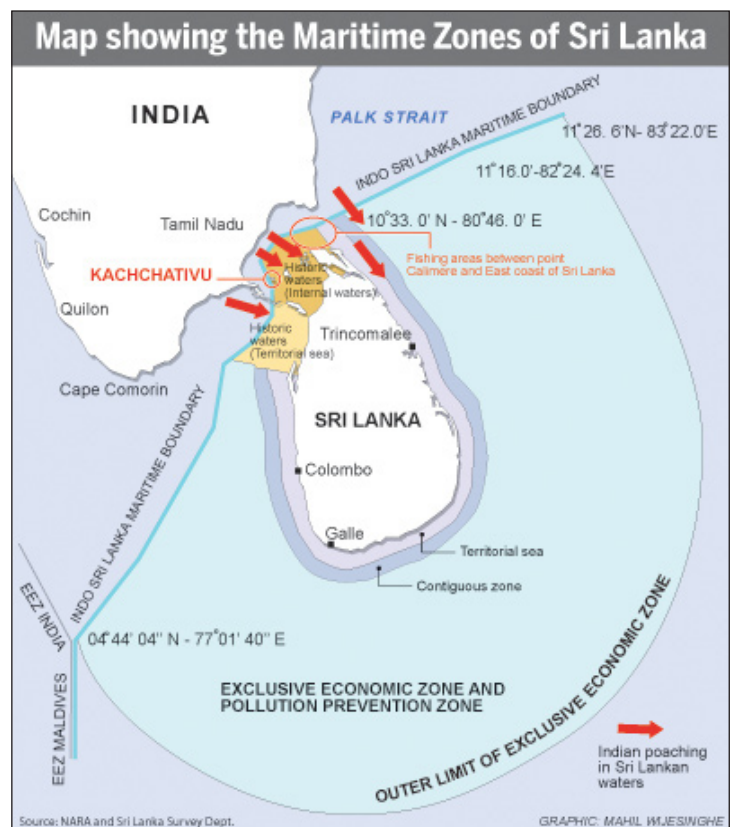 Map showing the Maritime Zones of Sri Lanka
INDIA
PALK STRAIT
INDO SRI LANKA MARITIME BOUNDARY
11°26. 6'N- 83°22.0'E
11°16.0'-82°24. 4'E
10°33. 0' N - 80°46. 0' E
Cochin
Tamil Nadu
Fishing areas between point
Calimere and East coast of Sri Lanka
KACHCHATIVU
Historic
waters
(Internal waters)
Quilon
Historic
waters
(Territorial sea)
Trincomalee
Cape Comorin
SRI LANKA
INDO SRI LANKA MARITIME BOUNDARY
Colombo
Galle
Territorial sea
Contiguous zone
EEZ INDIA
04°44' 04" N - 77°01' 40" E
EEZ MALDIVES
EXCLUSIVE ECONOMIC ZONE AND
POLLUTION PREVENTION ZONE
OUTER LIMIT OF EXCLUSIVE ECONOMIC ZONE
Indian poaching
in Sri Lankan
waters
Source: NARA and Sri Lanka Survey Dept.
GRAPHIC: MAHIL WIJESINGHE